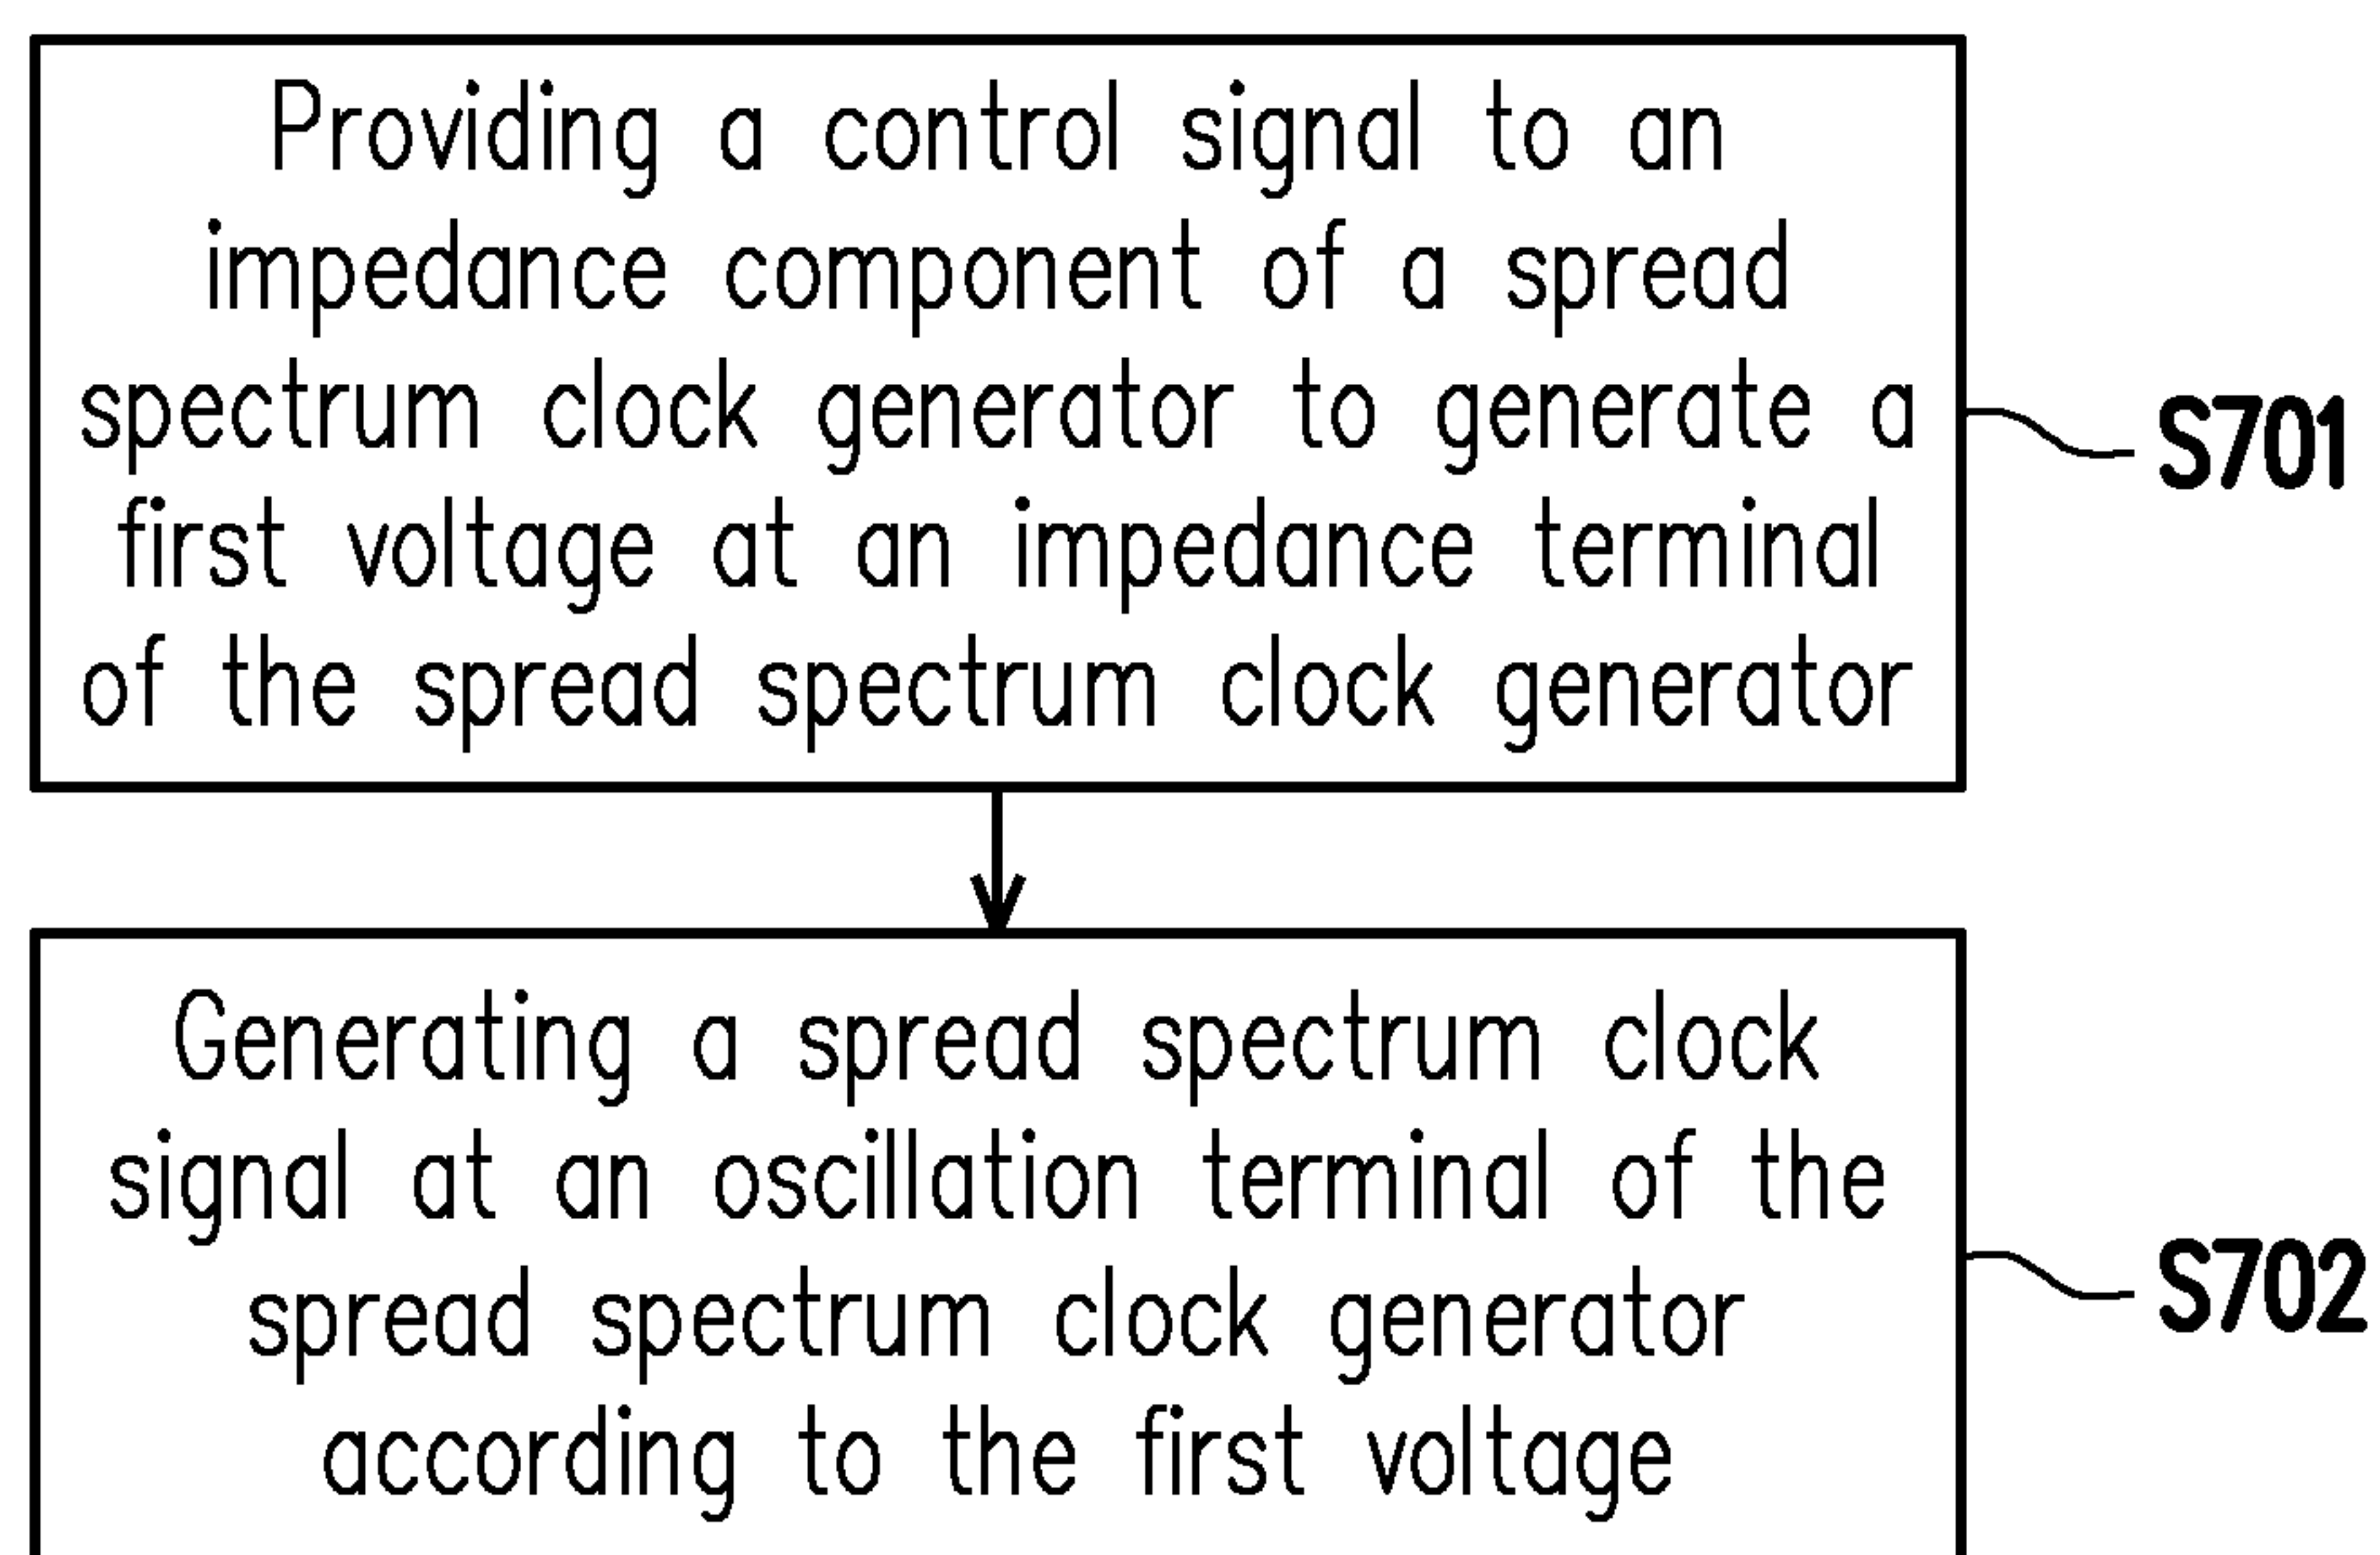 Providing a control signal to an
impedance component of a spread
spectrum clock generator to generate a
first voltage at an impedance terminal
of the spread spectrum clock generator
S701
Generating a spread spectrum clock
signal at an oscillation terminal of the
spread spectrum clock generator
according to the first voltage
S702